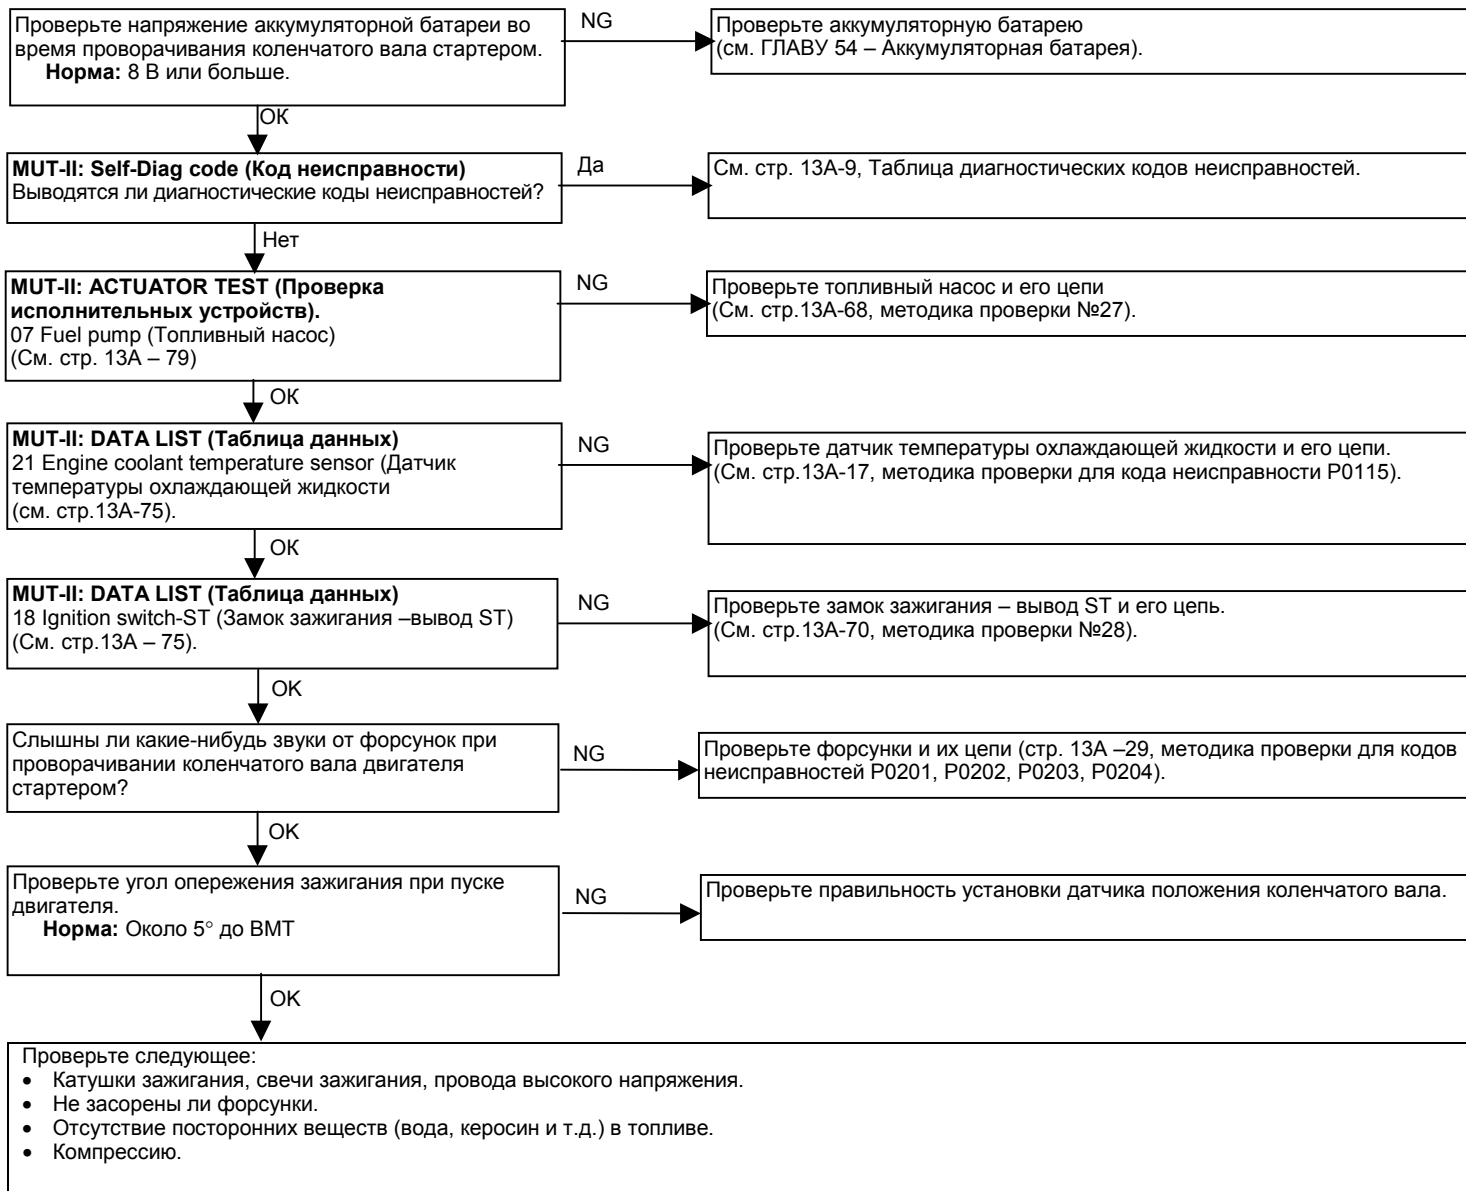 Проверьте напряжение аккумуляторной батареи во
время проворачивания коленчатого вала стартером.
Норма: 8 В или больше.
NG
Проверьте аккумуляторную батарею
(см. ГЛАВУ 54 – Аккумуляторная батарея).
OK
MUT-II: Self-Diag code (Код неисправности)
Выводятся ли диагностические коды неисправностей?
Да
См. стр. 13А-9, Таблица диагностических кодов неисправностей.
Нет
MUT-II: ACTUATOR TEST (Проверка
исполнительных устройств).
07 Fuel pump (Топливный насос)
(См. стр. 13А – 79)
NG
Проверьте топливный насос и его цепи
(См. стр.13А-68, методика проверки №27).
OK
MUT-II: DATA LIST (Таблица данных)
21 Engine coolant temperature sensor (Датчик
температуры охлаждающей жидкости
(см. стр.13А-75).
NG
Проверьте датчик температуры охлаждающей жидкости и его цепи.
(См. стр.13А-17, методика проверки для кода неисправности Р0115).
OK
MUT-II: DATA LIST (Таблица данных)
18 Ignition switch-ST (Замок зажигания –вывод ST)
(См. стр.13А – 75).
NG
Проверьте замок зажигания – вывод ST и его цепь.
(См. стр.13А-70, методика проверки №28).
OK
Слышны ли какие-нибудь звуки от форсунок при
проворачивании коленчатого вала двигателя
стартером?
NG
Проверьте форсунки и их цепи (стр. 13А –29, методика проверки для кодов
неисправностей Р0201, Р0202, Р0203, Р0204).
OK
Проверьте угол опережения зажигания при пуске
двигателя.
Норма: Около 5° до ВМТ
NG
Проверьте правильность установки датчика положения коленчатого вала.
OK
Проверьте следующее:
• Катушки зажигания, свечи зажигания, провода высокого напряжения.
• Не засорены ли форсунки.
• Отсутствие посторонних веществ (вода, керосин и т.д.) в топливе.
• Компрессию.